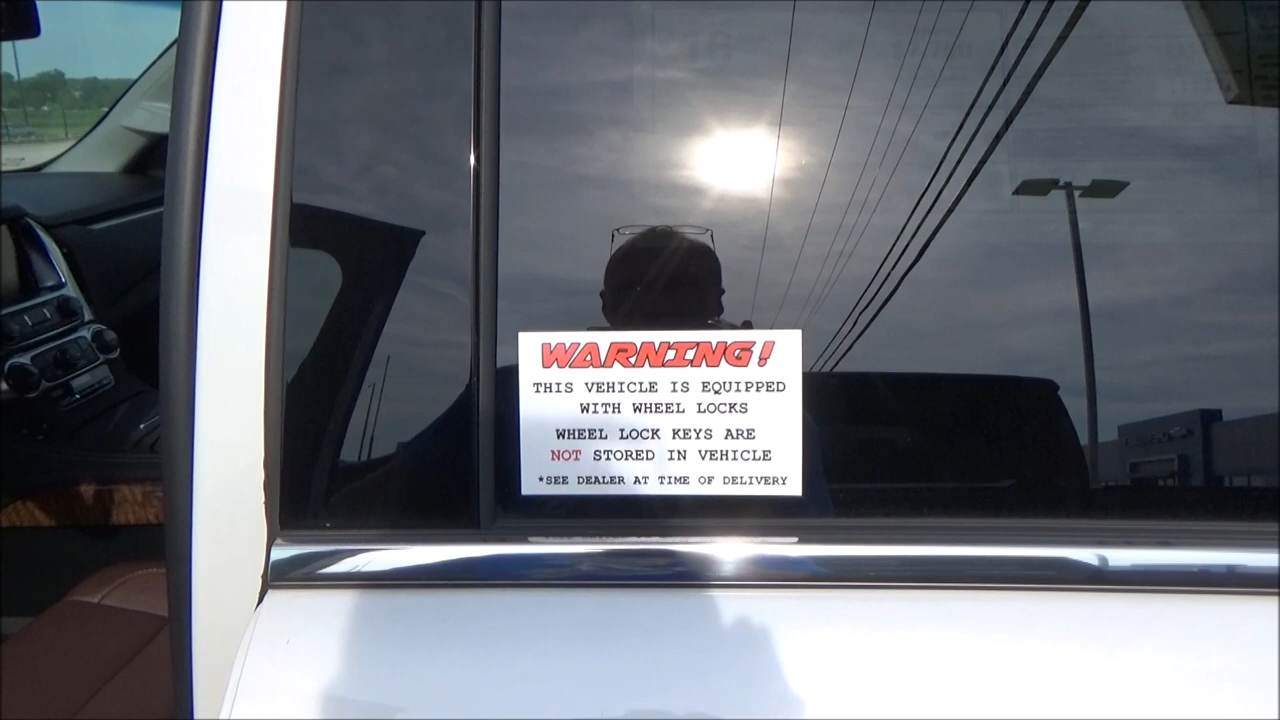 WARNING!
THIS VEHICLE IS EQUIPPED
WITH WHEEL LOCKS
WHEEL LOCK KEYS ARE
NOT STORED IN VEHICLE
*SEE DEALER AT TIME OF DELIVERY